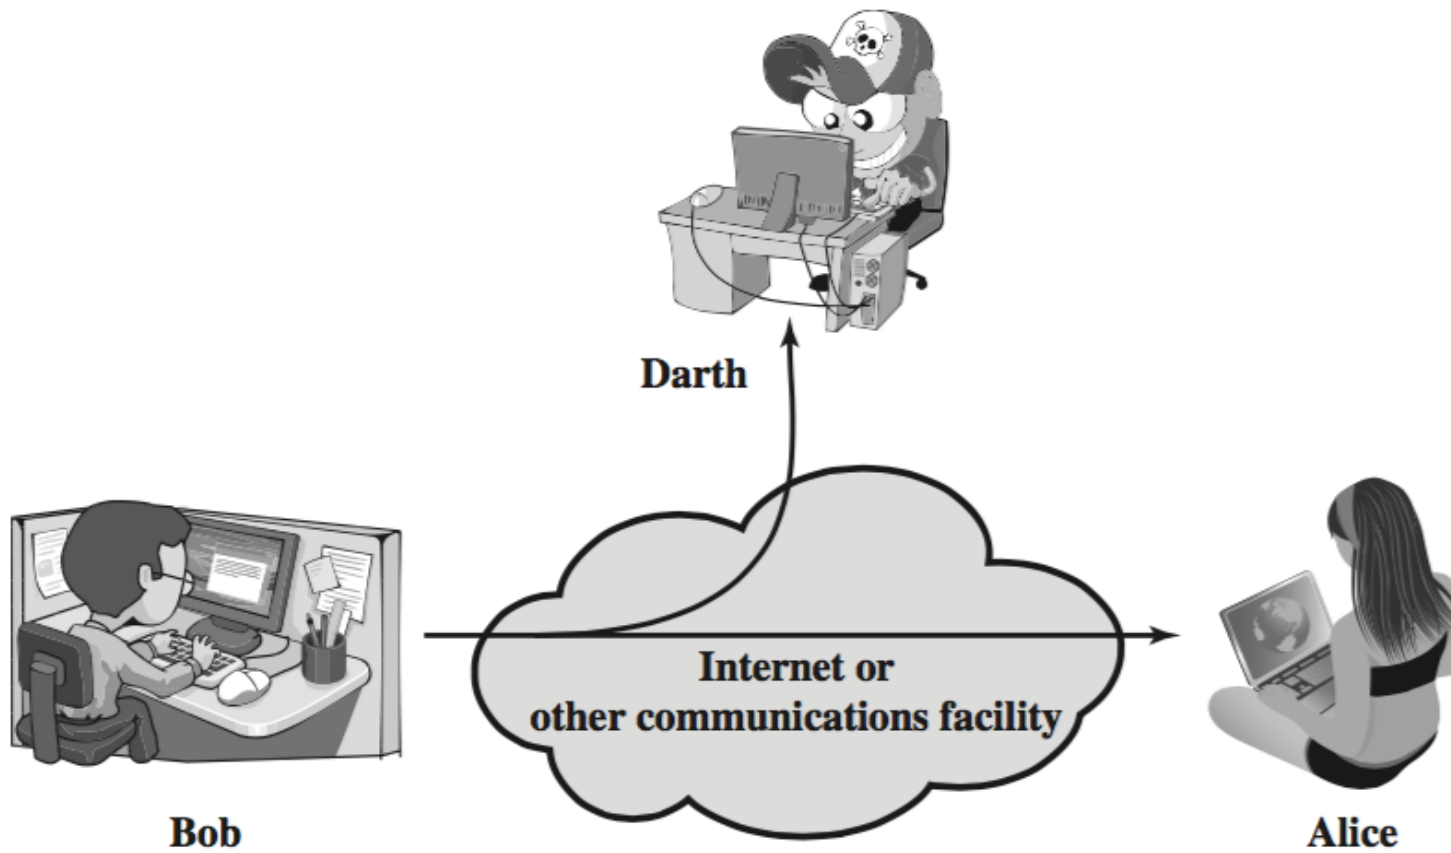 Darth
Internet or
other communications facility
Bob
Alice